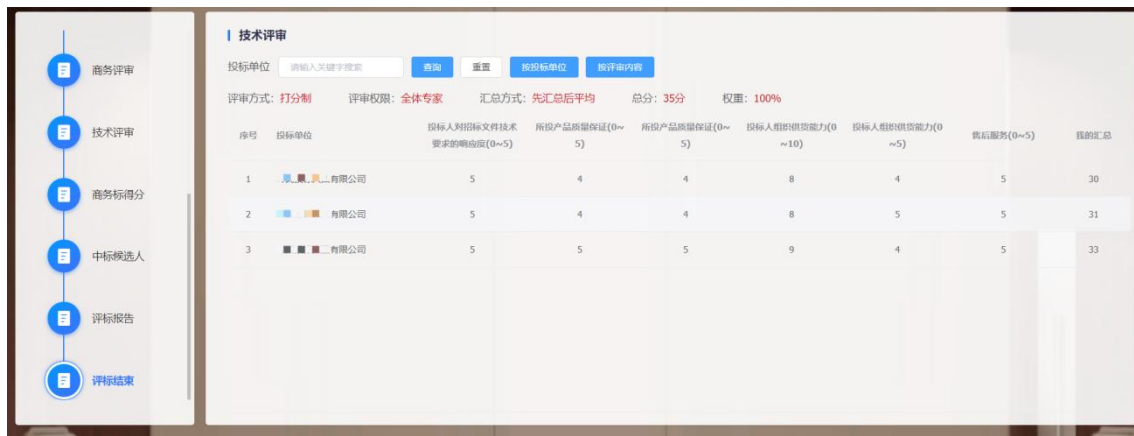 商务评审
技术评审
商务标得分
中标候选人
评标报告
评标结束
技术评审
投标单位 请输入关键字搜索 查询 重置 按投标单位 按评审内容
评审方式：打分制 评审权限：全体专家 汇总方式：先汇总后平均 总分：35分 权重：100%
序号 投标单位 投标人对招标文件技术 所投产品质量保证(0~ 所投产品质量保证(0~ 投标人组织供货能力(0 投标人组织供货能力(0 售后服务(0~5) 我的汇总
要求的响应度(0~5) 5) 5) ~10) ~5)
1 有限公司 5 4 4 8 4 5 30
2 有限公司 5 4 4 8 5 5 31
3 有限公司 5 5 5 9 4 5 33